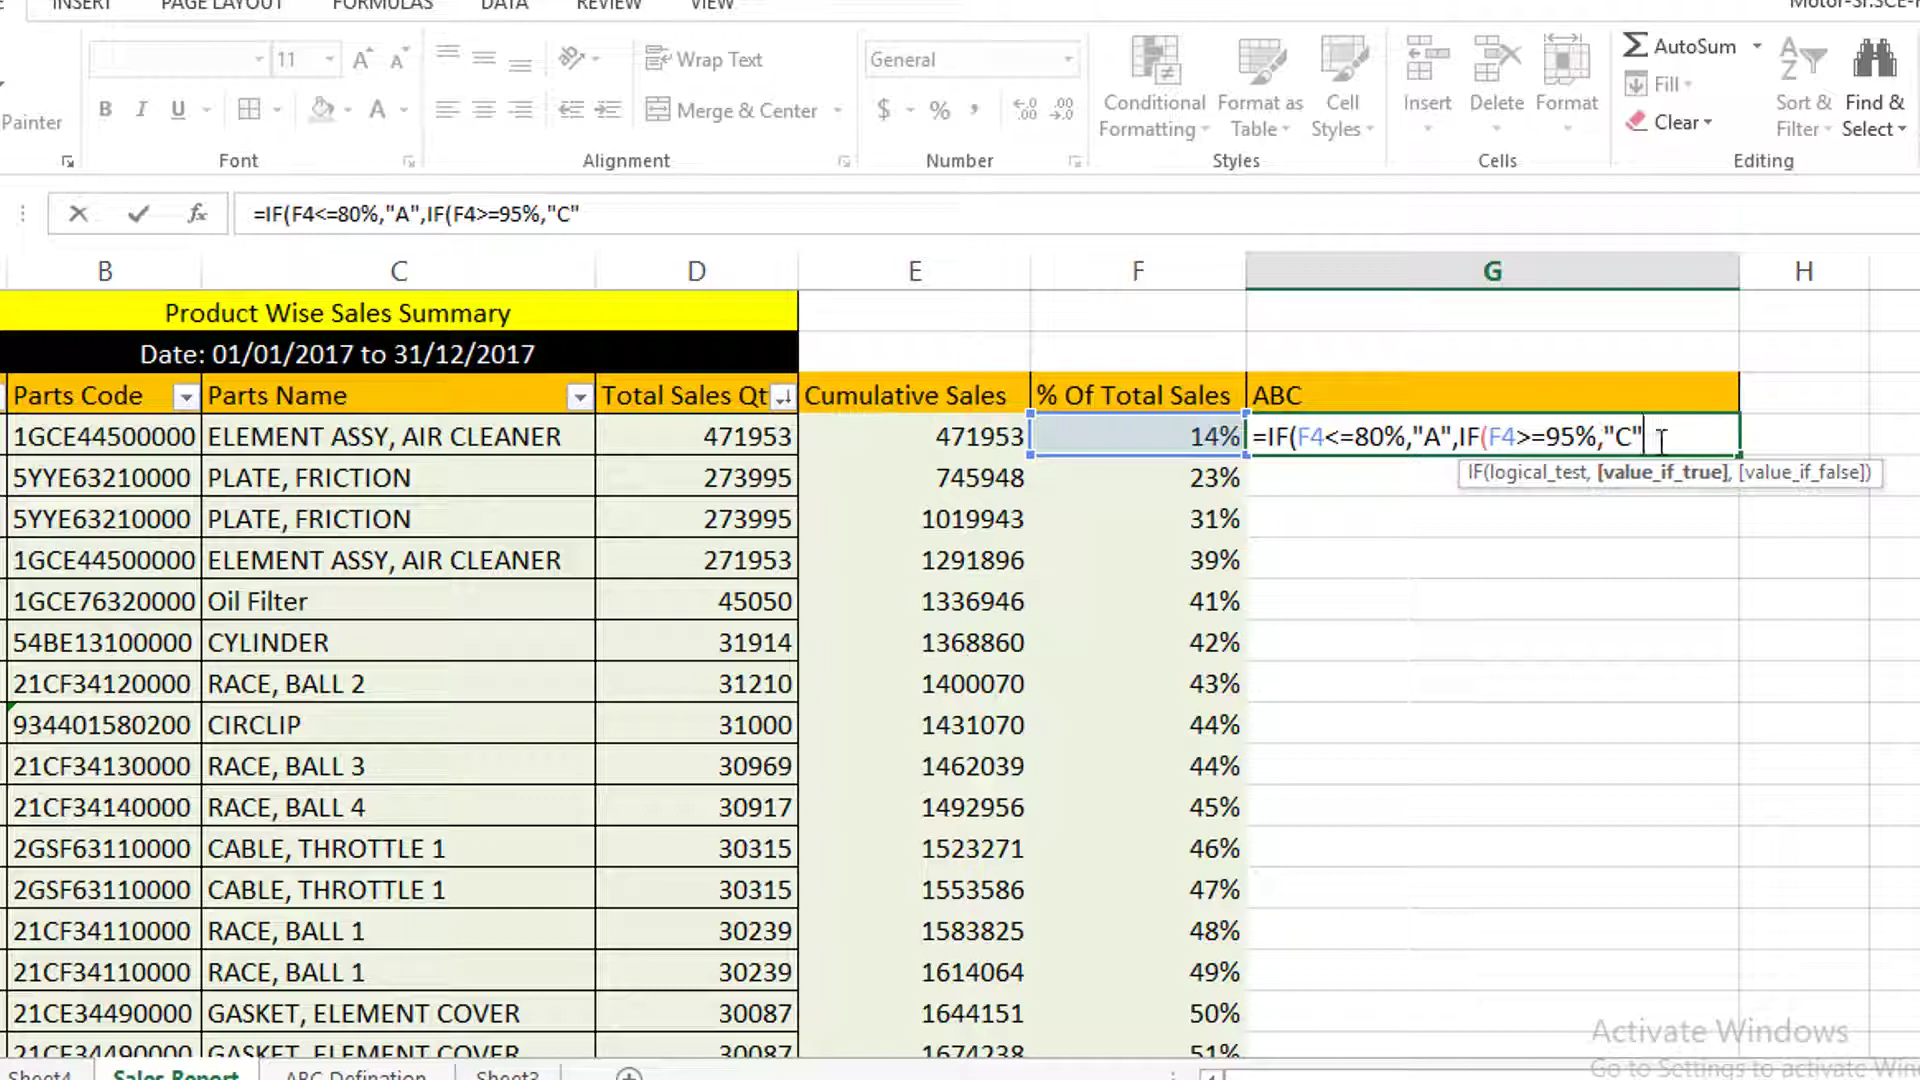 INSERT PAGE LAYOUT FORMULAS DATA REVIEW VIEW
11 A A Wrap Text General AutoSum
Fill
B I U A Merge & Center $ % , Conditional Formatting Format as Table Cell Styles Insert Delete Format Sort & Filter Find & Select
Painter Clear
Font Alignment Number Styles Cells Editing
fx =IF(F4<=80%,"A",IF(F4>=95%,"C"
B C D E F G H
Product Wise Sales Summary
Date: 01/01/2017 to 31/12/2017
Parts Code Parts Name Total Sales Qt Cumulative Sales % Of Total Sales ABC
1GCE44500000 ELEMENT ASSY, AIR CLEANER 471953 471953 14% =IF(F4<=80%,"A",IF(F4>=95%,"C"
IF(logical_test, [value_if_true], [value_if_false])
5YYE63210000 PLATE, FRICTION 273995 745948 23%
5YYE63210000 PLATE, FRICTION 273995 1019943 31%
1GCE44500000 ELEMENT ASSY, AIR CLEANER 271953 1291896 39%
1GCE76320000 Oil Filter 45050 1336946 41%
54BE13100000 CYLINDER 31914 1368860 42%
21CF34120000 RACE, BALL 2 31210 1400070 43%
934401580200 CIRCLIP 31000 1431070 44%
21CF34130000 RACE, BALL 3 30969 1462039 44%
21CF34140000 RACE, BALL 4 30917 1492956 45%
2GSF63110000 CABLE, THROTTLE 1 30315 1523271 46%
2GSF63110000 CABLE, THROTTLE 1 30315 1553586 47%
21CF34110000 RACE, BALL 1 30239 1583825 48%
21CF34110000 RACE, BALL 1 30239 1614064 49%
21CE34490000 GASKET, ELEMENT COVER 30087 1644151 50%
21CE34490000 GASKET, ELEMENT COVER 30087 1674238 51%
Activate Windows
Go to Settings to activate Win
Sheet4 Sales Report ABC Defination Sheet3